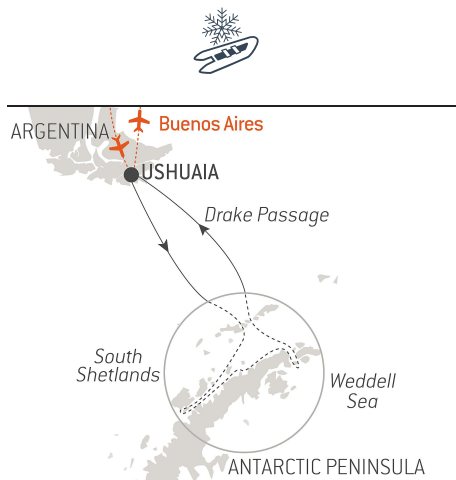 Buenos Aires
ARGENTINA
USHUAIA
Drake Passage
South
Shetlands
Weddell
Sea
ANTARCTIC PENINSULA